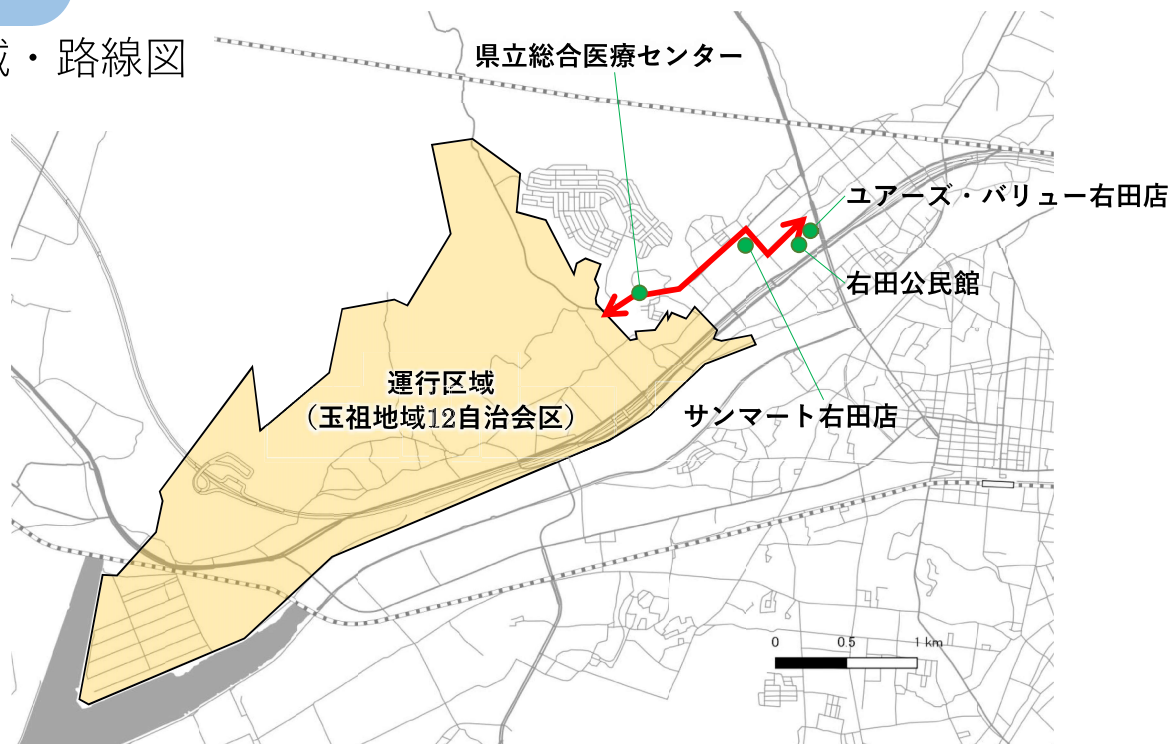 ・路線図
県立総合医療センター
ユアーズ・バリュー右田店
右田公民館
運行区域
（玉祖地域12自治会区）
サンマート右田店
0 0.5 1 km